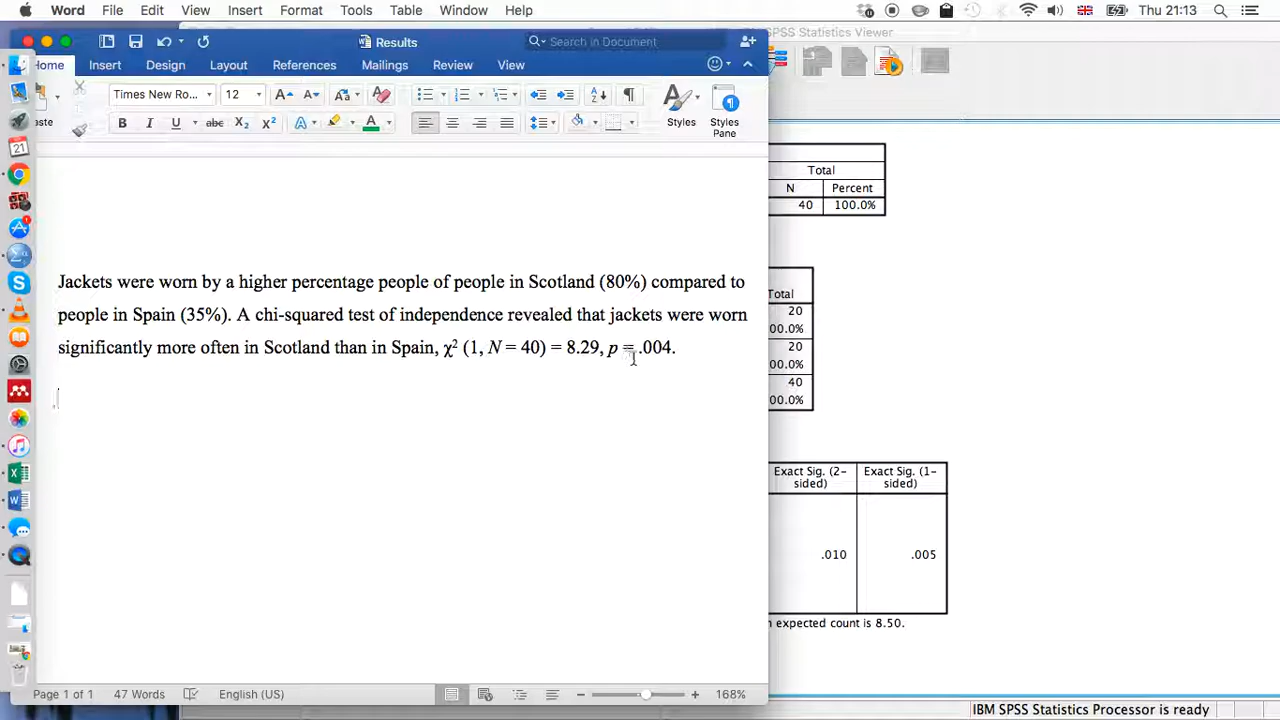 Word File Edit View Insert Format Tools Table Window Help Thu 21:13
Results
Search in Document
SPSS Statistics Viewer
Home Insert Design Layout References Mailings Review View
Times New Ro... 12
Styles
Styles Pane
Total
N Percent
40 100.0%
Jackets were worn by a higher percentage people of people in Scotland (80%) compared to
people in Spain (35%). A chi-squared test of independence revealed that jackets were worn
significantly more often in Scotland than in Spain, χ² (1, N = 40) = 8.29, p = .004.
,
Total
20
00.0%
20
00.0%
40
00.0%
Exact Sig. (2-
sided)
Exact Sig. (1-
sided)
.010 .005
expected count is 8.50.
Page 1 of 1 47 Words English (US) 168%
IBM SPSS Statistics Processor is ready